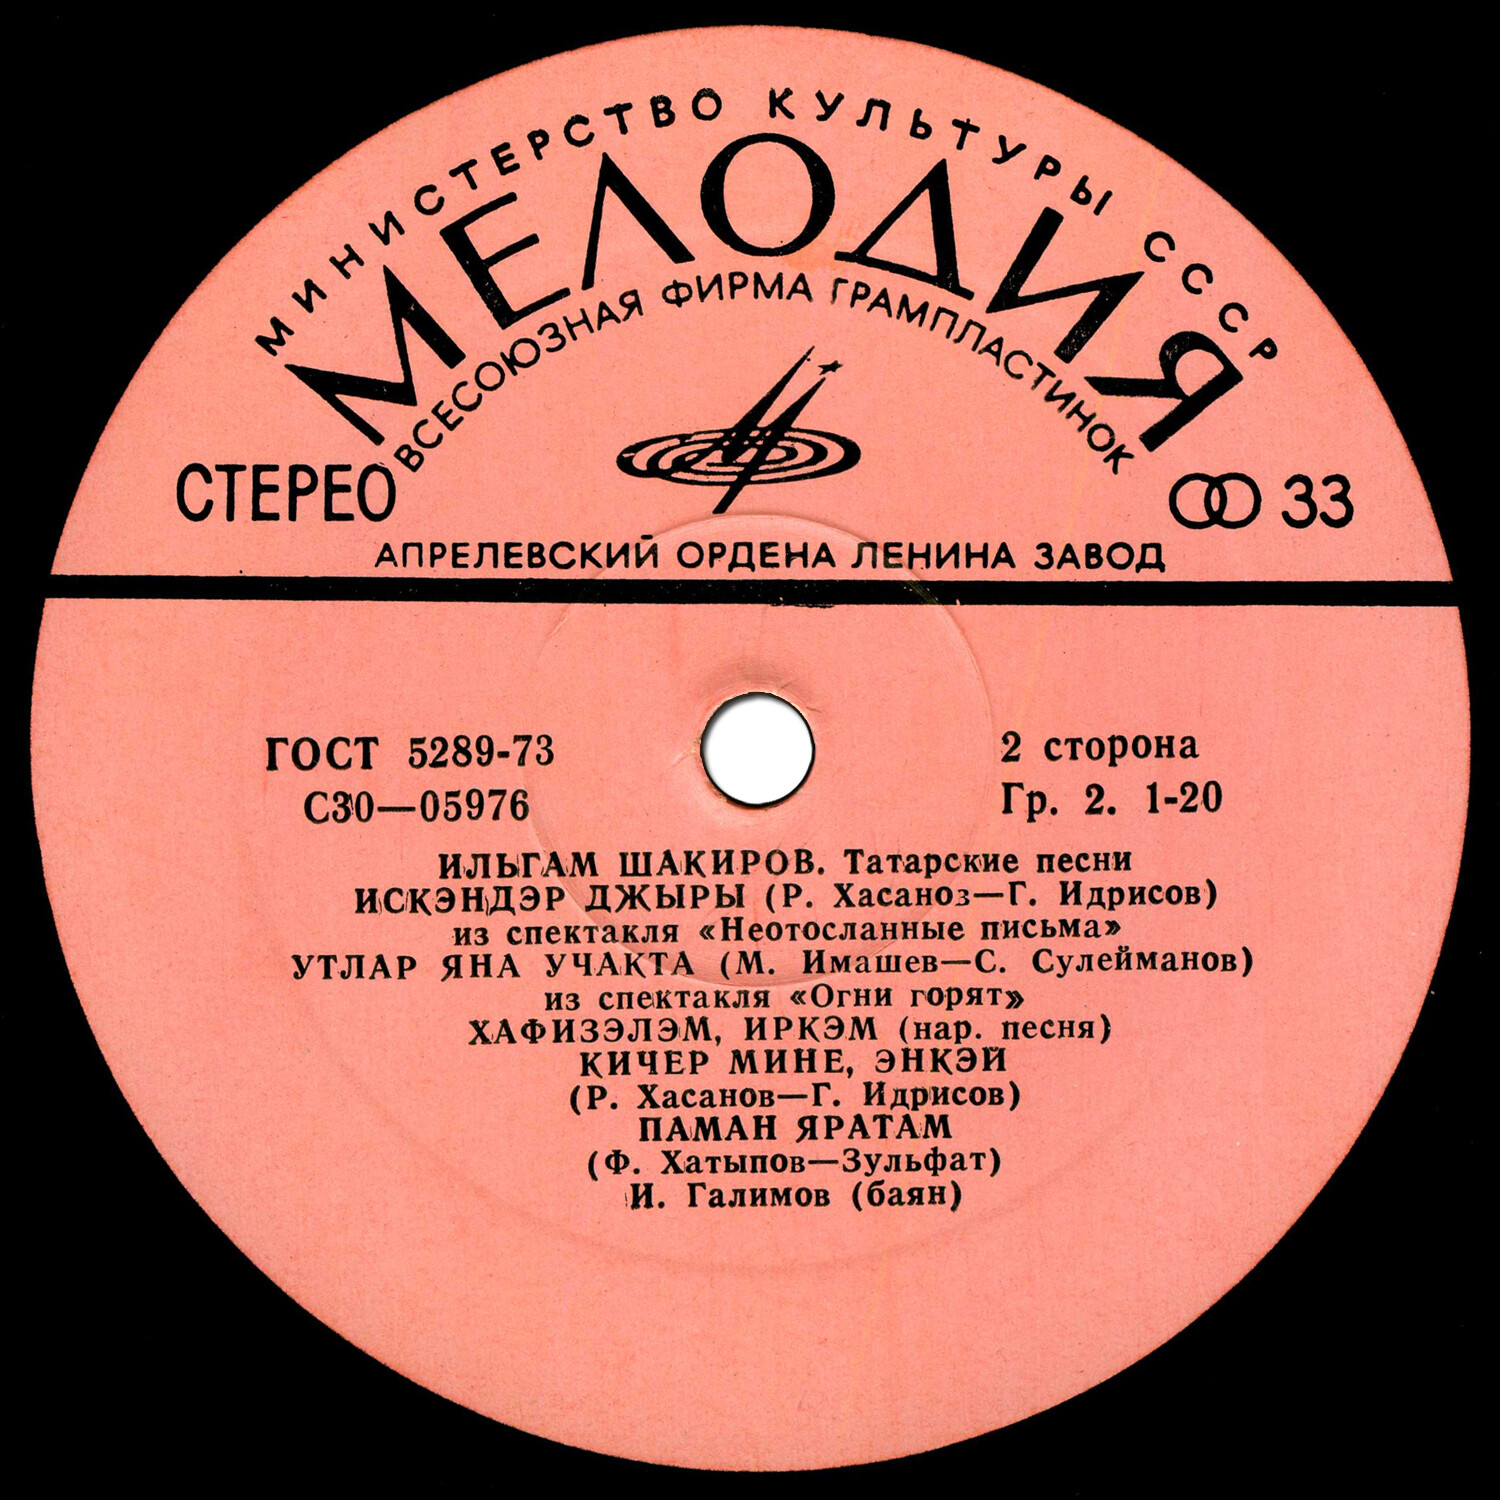 МИНИСТЕРСТВО КУЛЬТУРЫ СССР
МЕЛОДИЯ
ВСЕСОЮЗНАЯ ФИРМА ГРАМПЛАСТИНОК
СТЕРЕО
33
АПРЕЛЕВСКИЙ ОРДЕНА ЛЕНИНА ЗАВОД
ГОСТ 5289-73
2 сторона
С30—05976
Гр. 2. 1-20
ИЛЬГАМ ШАКИРОВ. Татарские песни
ИСКЭНДЭР ДЖЫРЫ (Р. Хасаноз—Г. Идрисов)
из спектакля «Неотосланные письма»
УТЛАР ЯНА УЧАКТА (М. Имашев—С. Сулейманов)
из спектакля «Огни горят»
ХАФИЗЭЛЭМ, ИРКЭМ (нар. песня)
КИЧЕР МИНЕ, ЭНКЭЙ
(Р. Хасанов—Г. Идрисов)
ПАМАН ЯРАТАМ
(Ф. Хатыпов—Зульфат)
И. Галимов (баян)